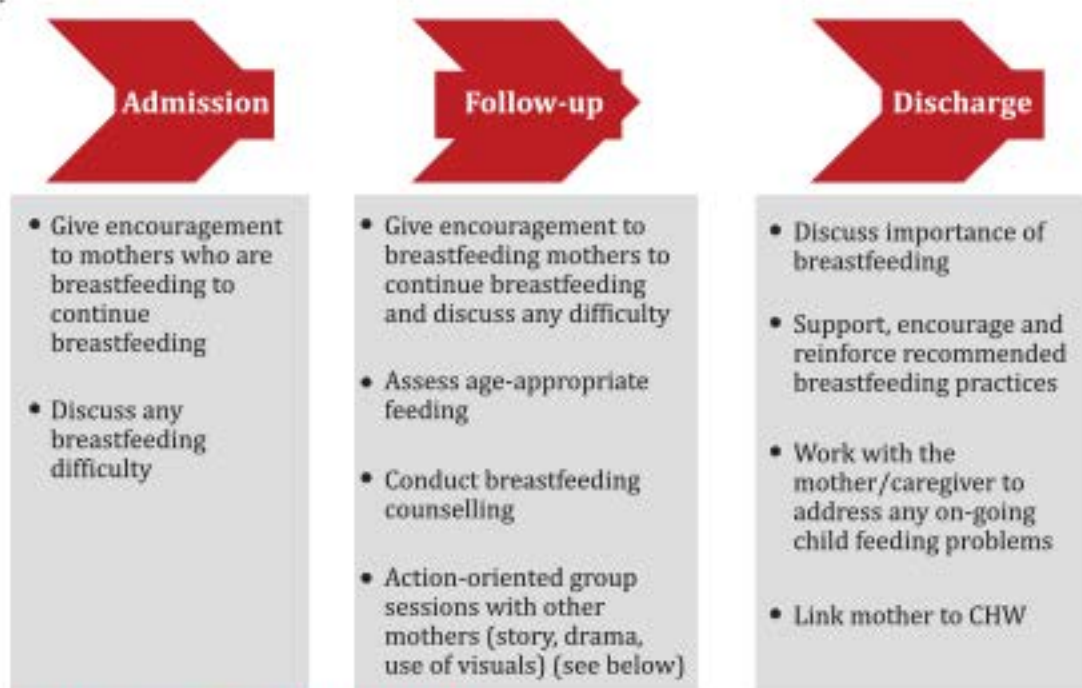 Admission
• Give encouragement
to mothers who are
breastfeeding to
continue
breastfeeding
• Discuss any
breastfeeding
difficulty
Follow-up
• Give encouragement to
breastfeeding mothers to
continue breastfeeding
and discuss any difficulty
• Assess age-appropriate
feeding
• Conduct breastfeeding
counselling
• Action-oriented group
sessions with other
mothers (story, drama,
use of visuals) (see below)
Discharge
• Discuss importance of
breastfeeding
• Support, encourage and
reinforce recommended
breastfeeding practices
• Work with the
mother/caregiver to
address any on-going
child feeding problems
• Link mother to CHW